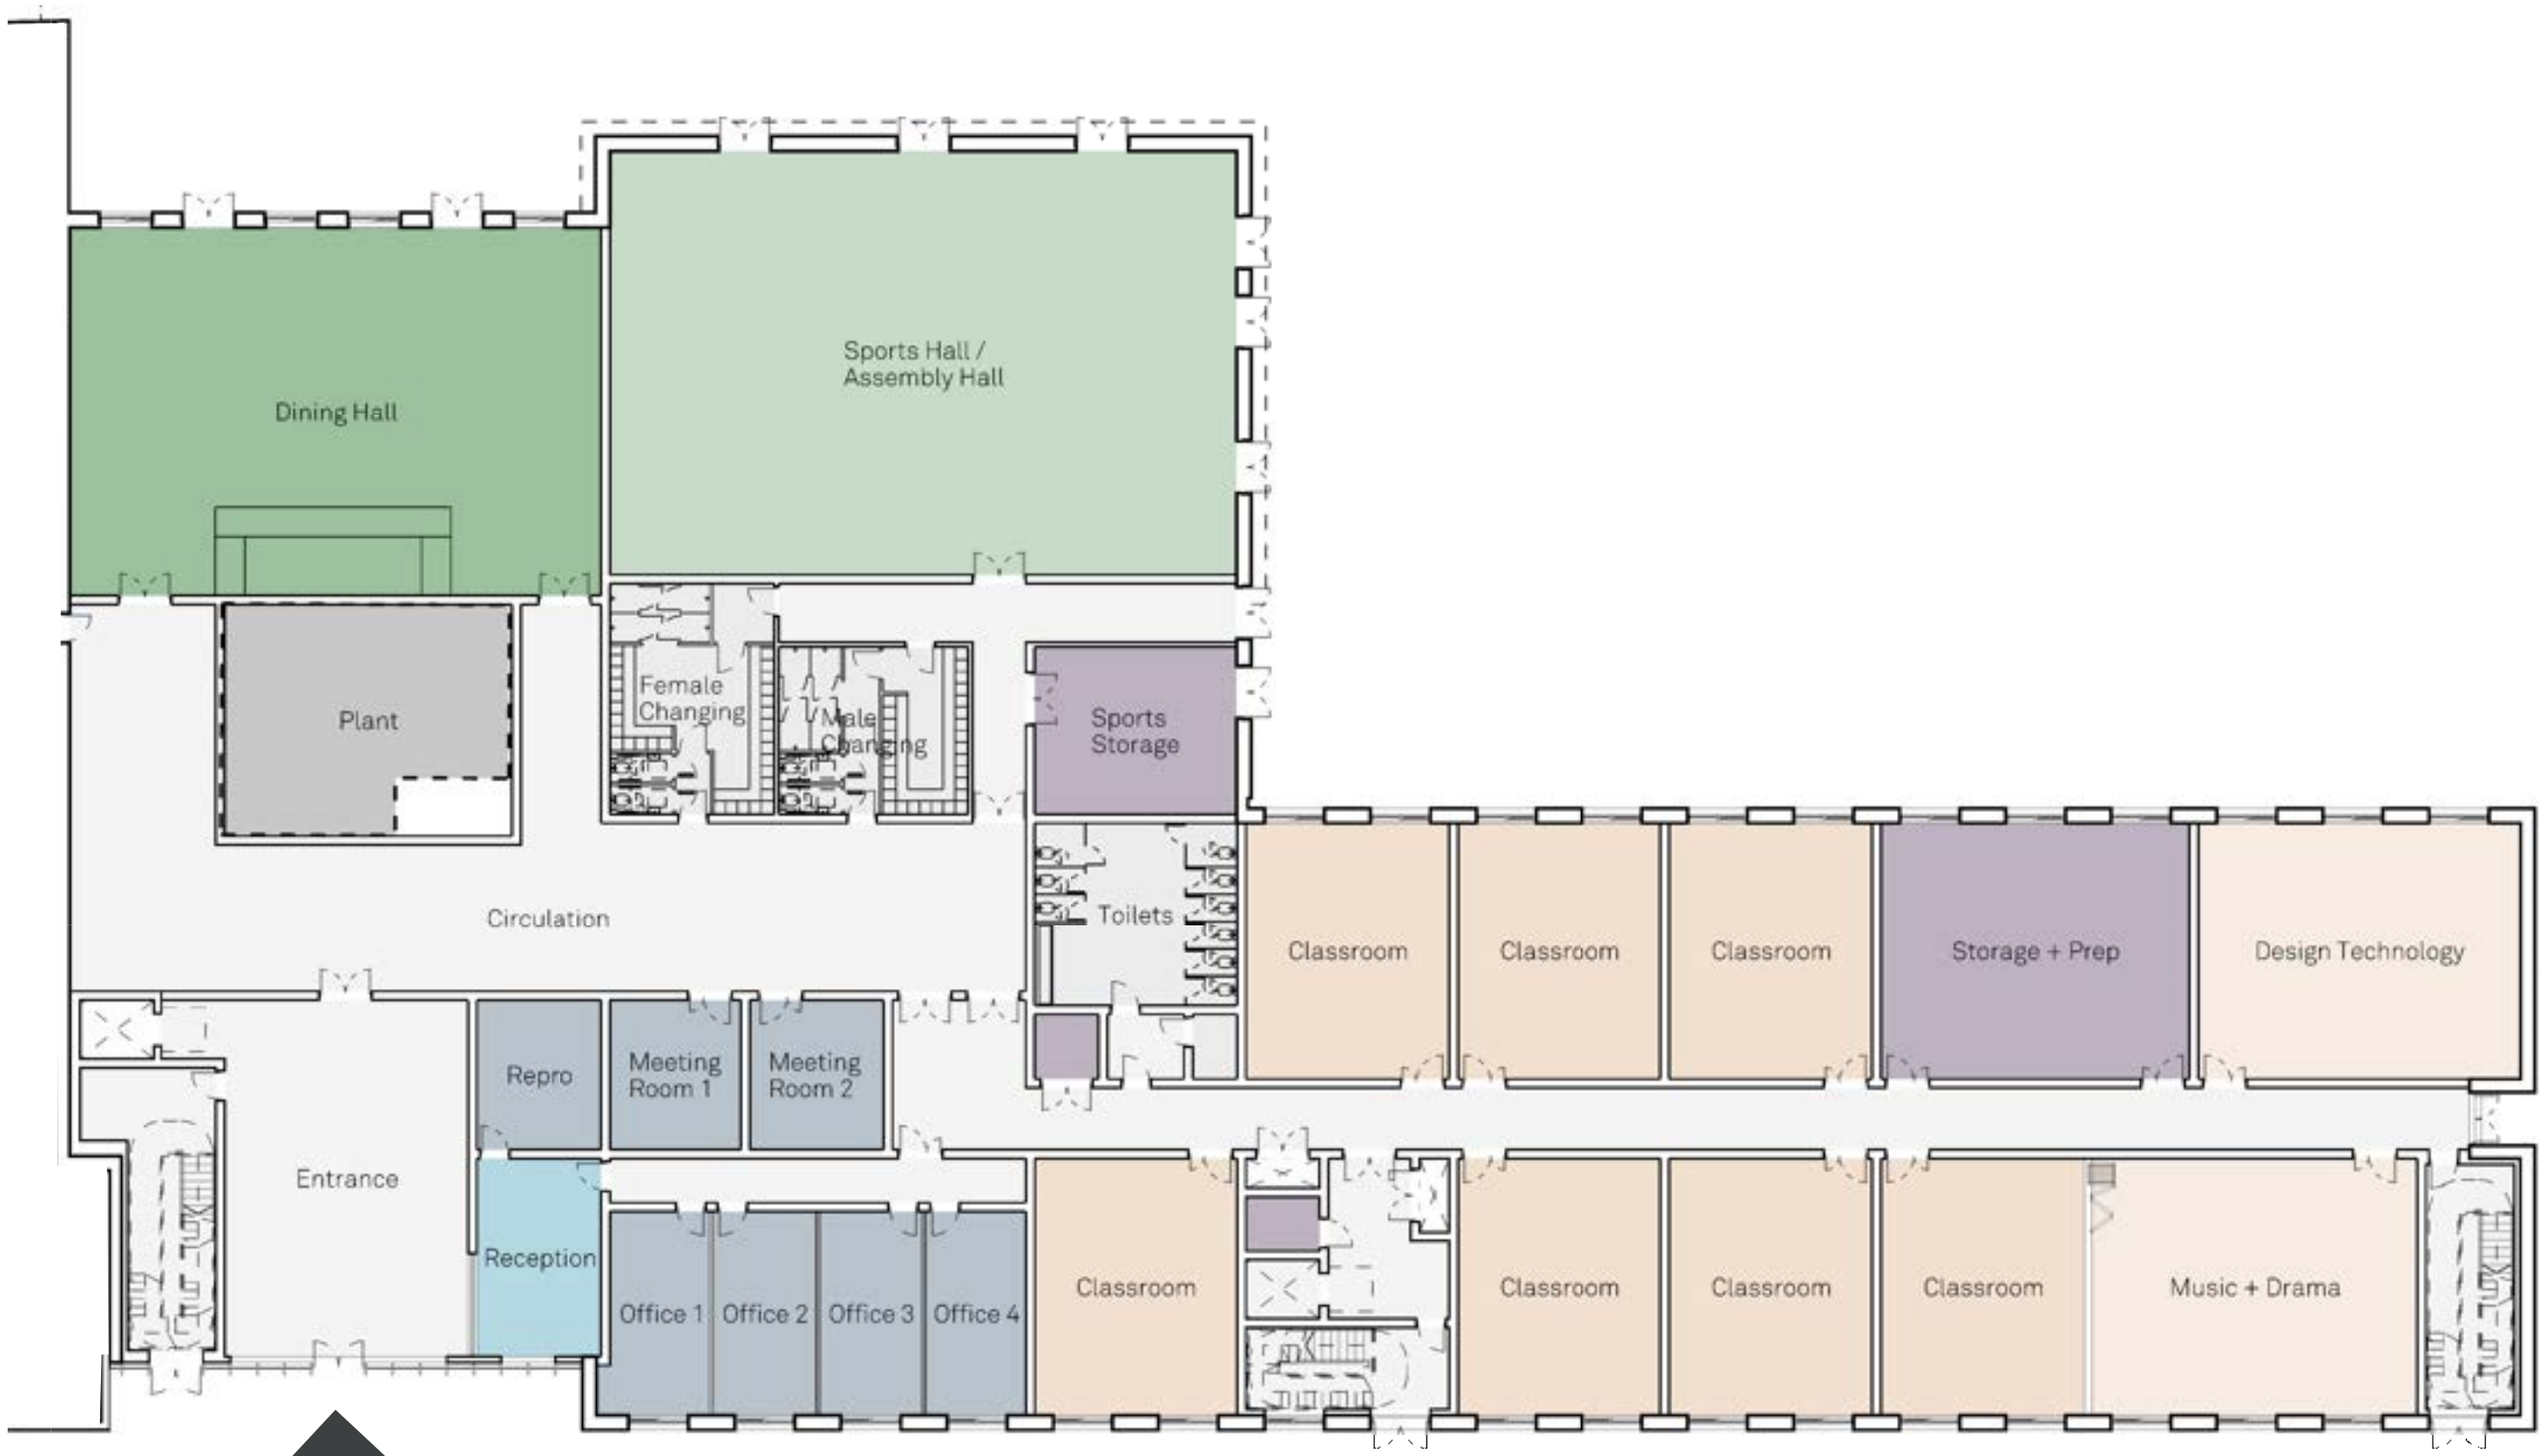 Sports Hall /
Assembly Hall
Dining Hall
Female
Changing
Male
Changing
Plant
Sports
Storage
Circulation
Toilets
Classroom
Classroom
Classroom
Storage + Prep
Design Technology
Repro
Meeting
Room 1
Meeting
Room 2
Entrance
Reception
Office 1
Office 2
Office 3
Office 4
Classroom
Classroom
Classroom
Classroom
Music + Drama